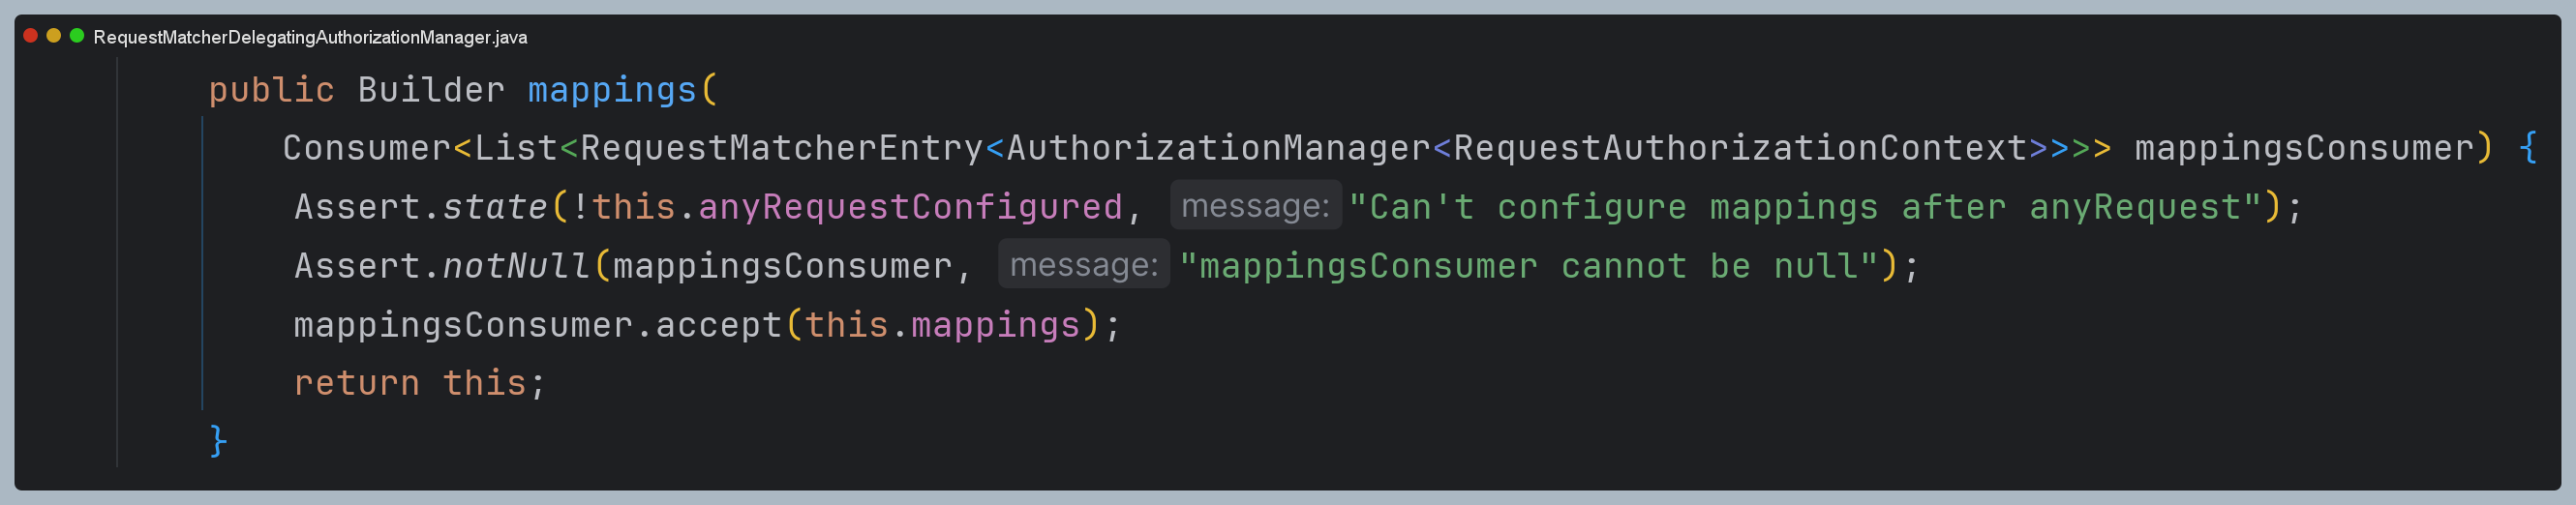 RequestMatcherDelegatingAuthorizationManager.java
public Builder mappings(
Consumer<List<RequestMatcherEntry<AuthorizationManager<RequestAuthorizationContext>>>> mappingsConsumer) {
Assert.state(!this.anyRequestConfigured, message: "Can't configure mappings after anyRequest");
Assert.notNull(mappingsConsumer, message: "mappingsConsumer cannot be null");
mappingsConsumer.accept(this.mappings);
return this;
}